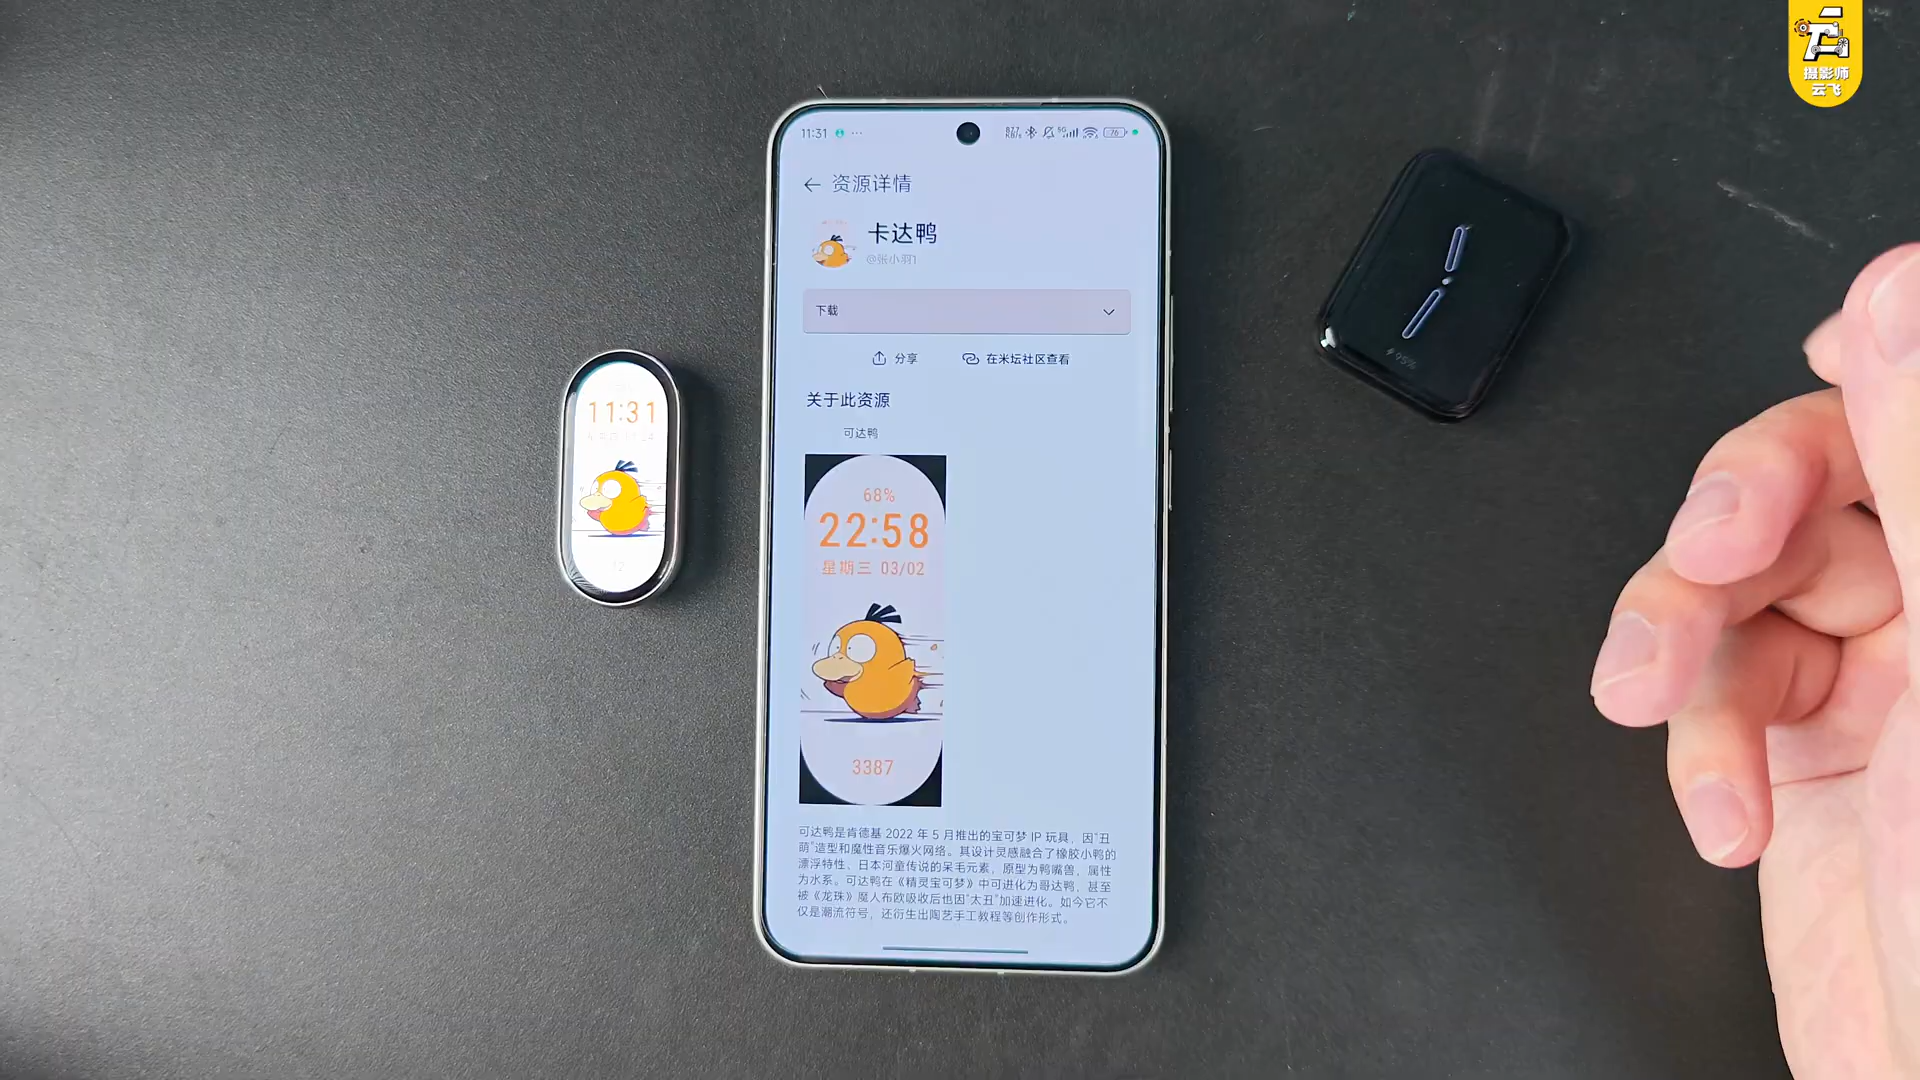 摄影师
云飞
11:31
76
资源详情
卡达鸭
@张小羽1
下载
分享
在米坛社区查看
关于此资源
可达鸭
68%
22:58
星期三 03/02
3387
可达鸭是肯德基 2022 年 5 月推出的宝可梦 IP 玩具，因“丑
萌”造型和魔性音乐爆火网络。其设计灵感融合了橡胶小鸭的
漂浮特性、日本河童传说的呆毛元素，原型为鸭嘴兽，属性
为水系。可达鸭在《精灵宝可梦》中可进化为哥达鸭，甚至
被《龙珠》魔人布欧吸收后也因“太丑”加速进化。如今它不
仅是潮流符号，还衍生出陶艺手工教程等创作形式。
11:31
95%